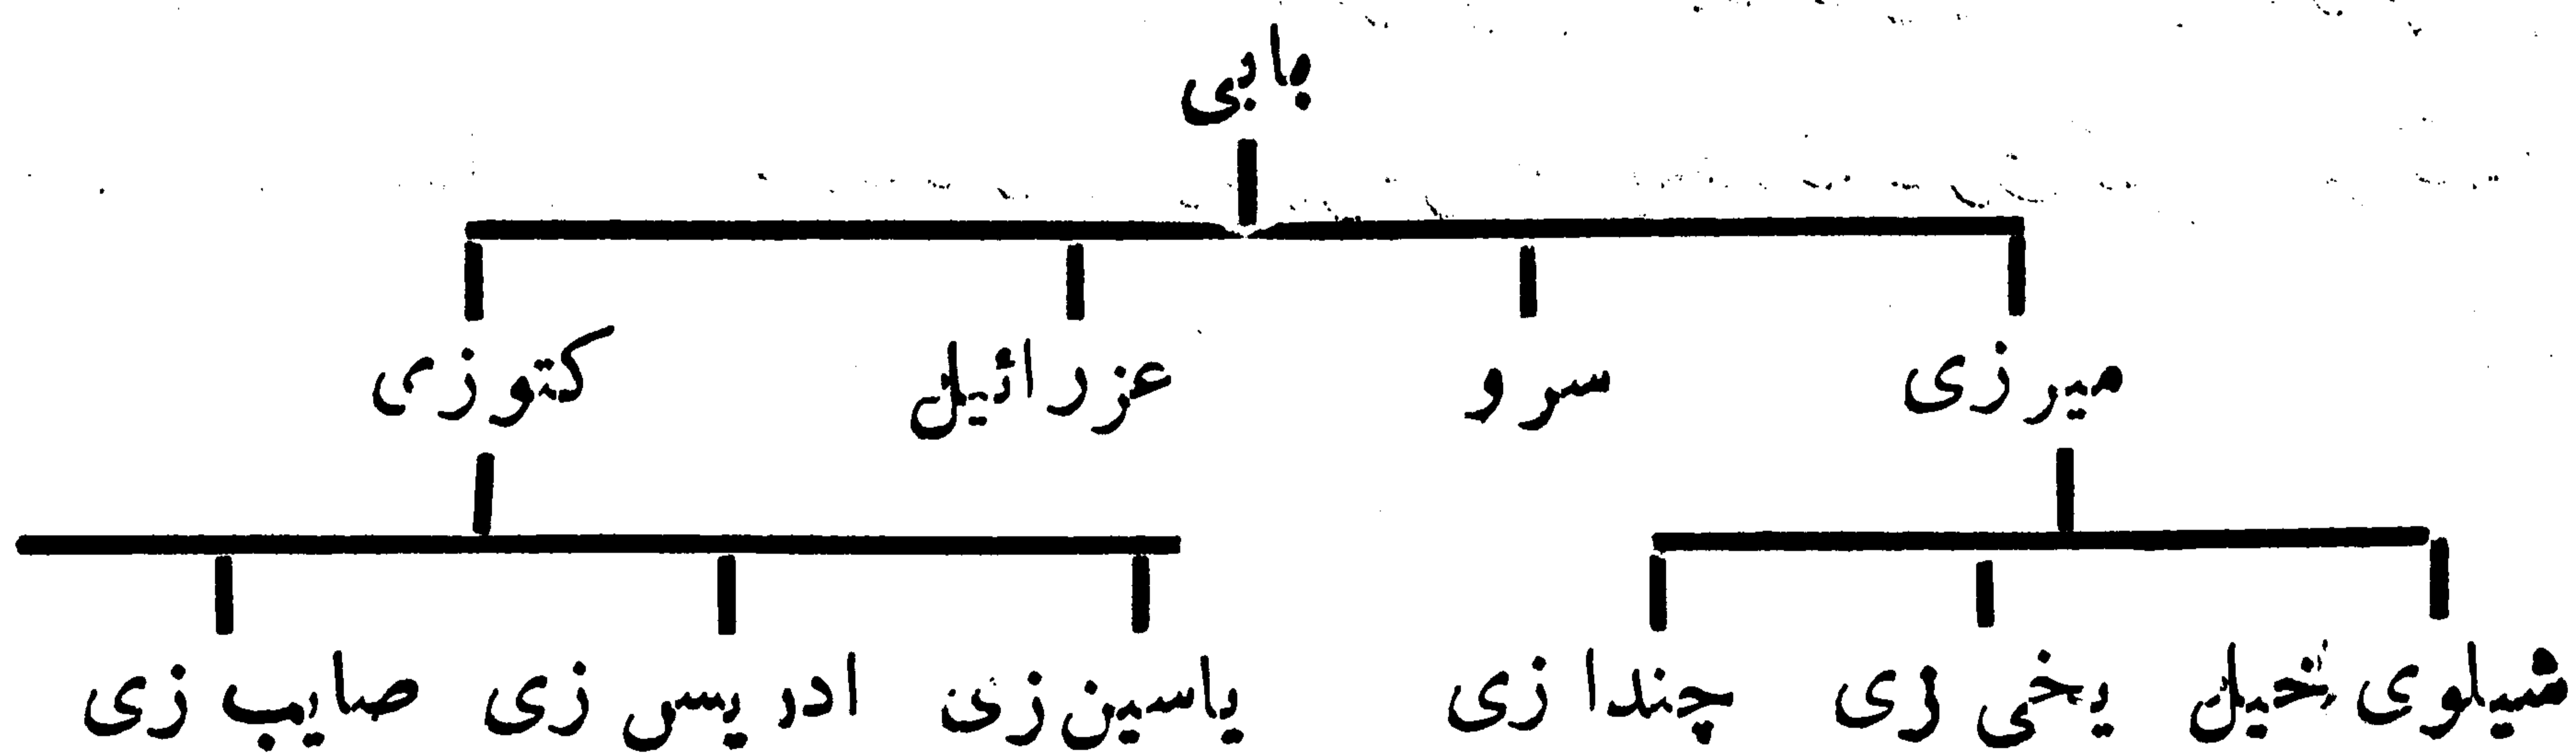 بابی
میرزی سرو عزرائیل کتوزی
شیلوی خیل یخی زی چندا زی یاسین زی ادریس زی صایب زی